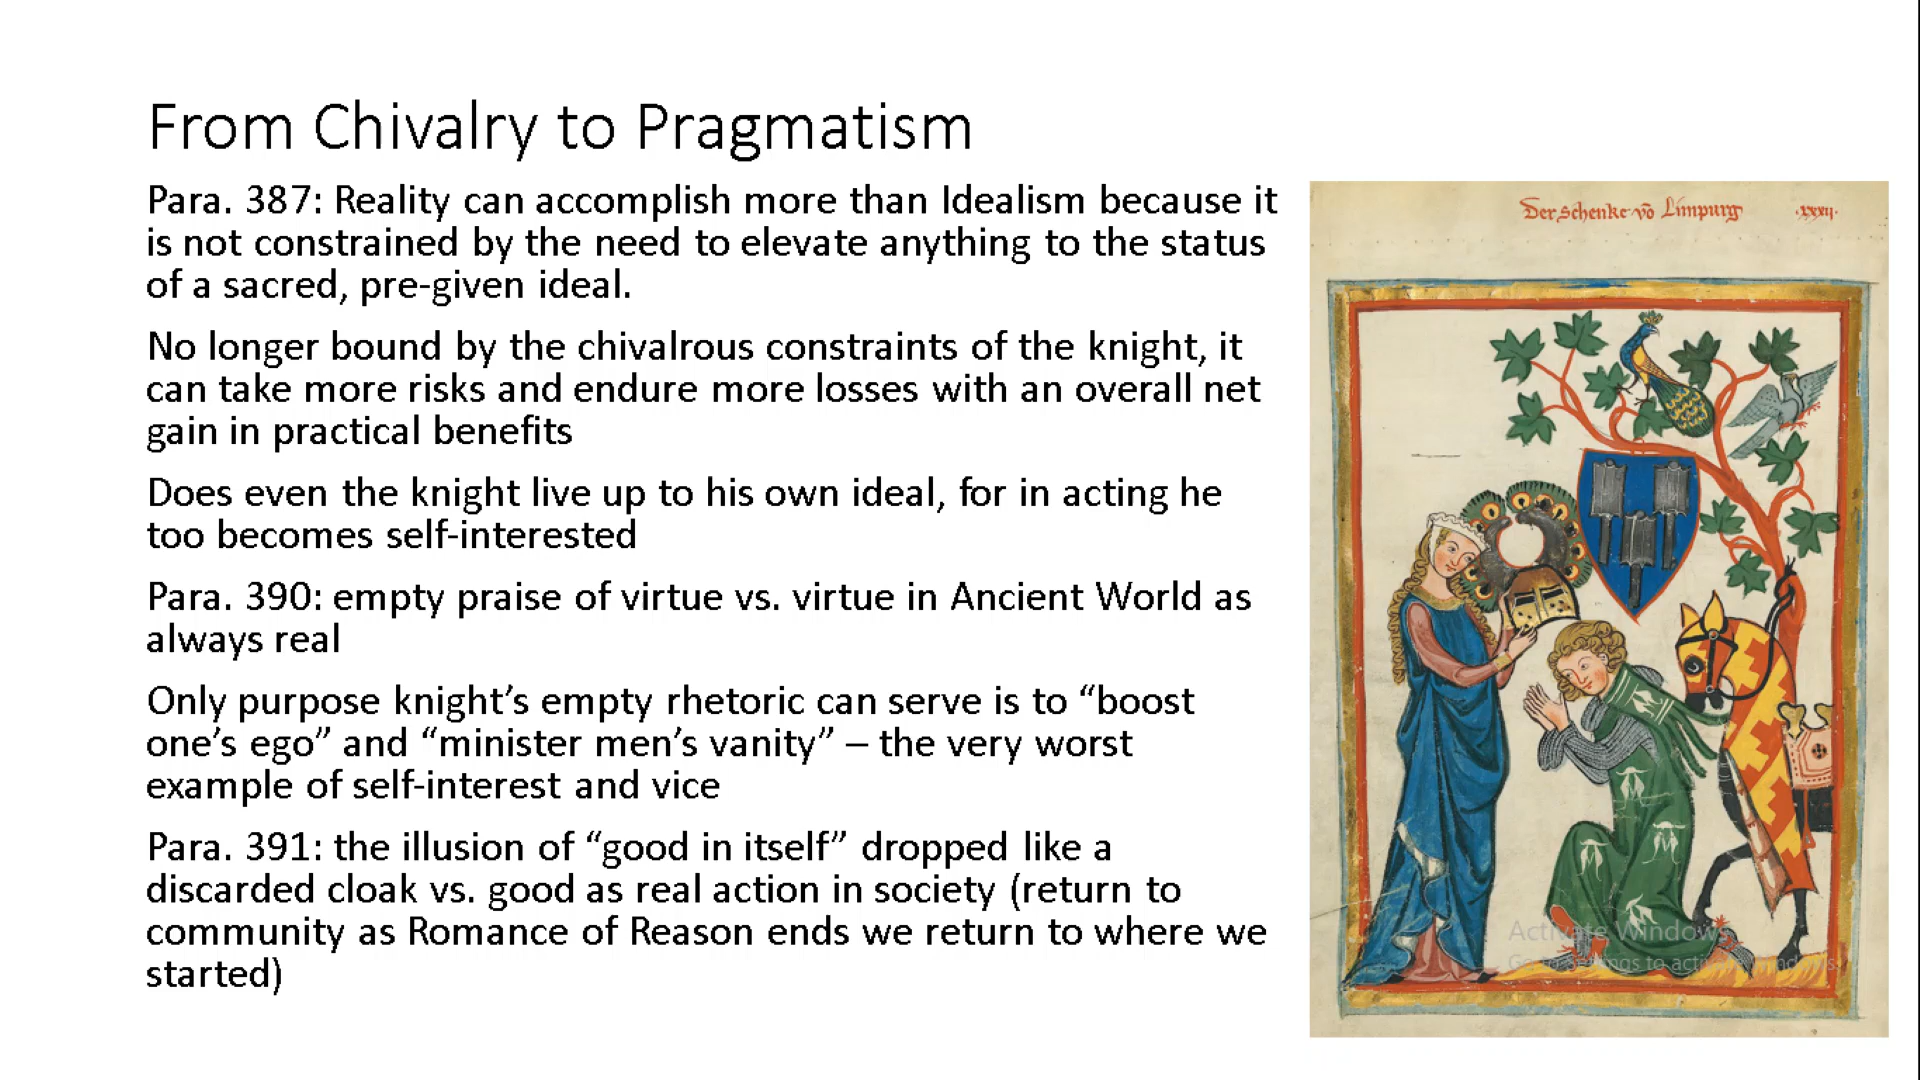 From Chivalry to Pragmatism
Para. 387: Reality can accomplish more than Idealism because it
is not constrained by the need to elevate anything to the status
of a sacred, pre-given ideal.
No longer bound by the chivalrous constraints of the knight, it
can take more risks and endure more losses with an overall net
gain in practical benefits
Does even the knight live up to his own ideal, for in acting he
too becomes self-interested
Para. 390: empty praise of virtue vs. virtue in Ancient World as
always real
Only purpose knight’s empty rhetoric can serve is to “boost
one’s ego” and “minister men’s vanity” – the very worst
example of self-interest and vice
Para. 391: the illusion of “good in itself” dropped like a
discarded cloak vs. good as real action in society (return to
community as Romance of Reason ends we return to where we
started)
Der Schenke vō Limpurg
Activate Windows
Go to Settings to activate Windows.